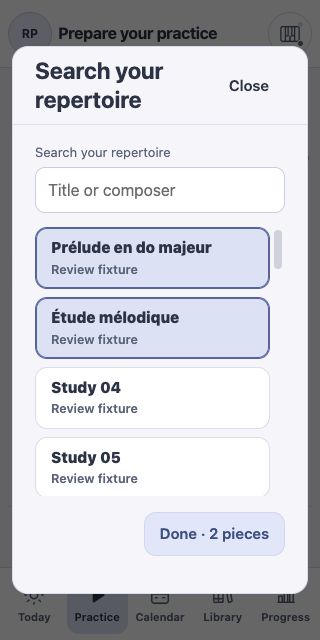 RP
Prepare your practice
Search your
repertoire
Close
Search your repertoire
Title or composer
Prélude en do majeur
Review fixture
Étude mélodique
Review fixture
Study 04
Review fixture
Study 05
Review fixture
Done · 2 pieces
Today
Practice
Calendar
Library
Progress